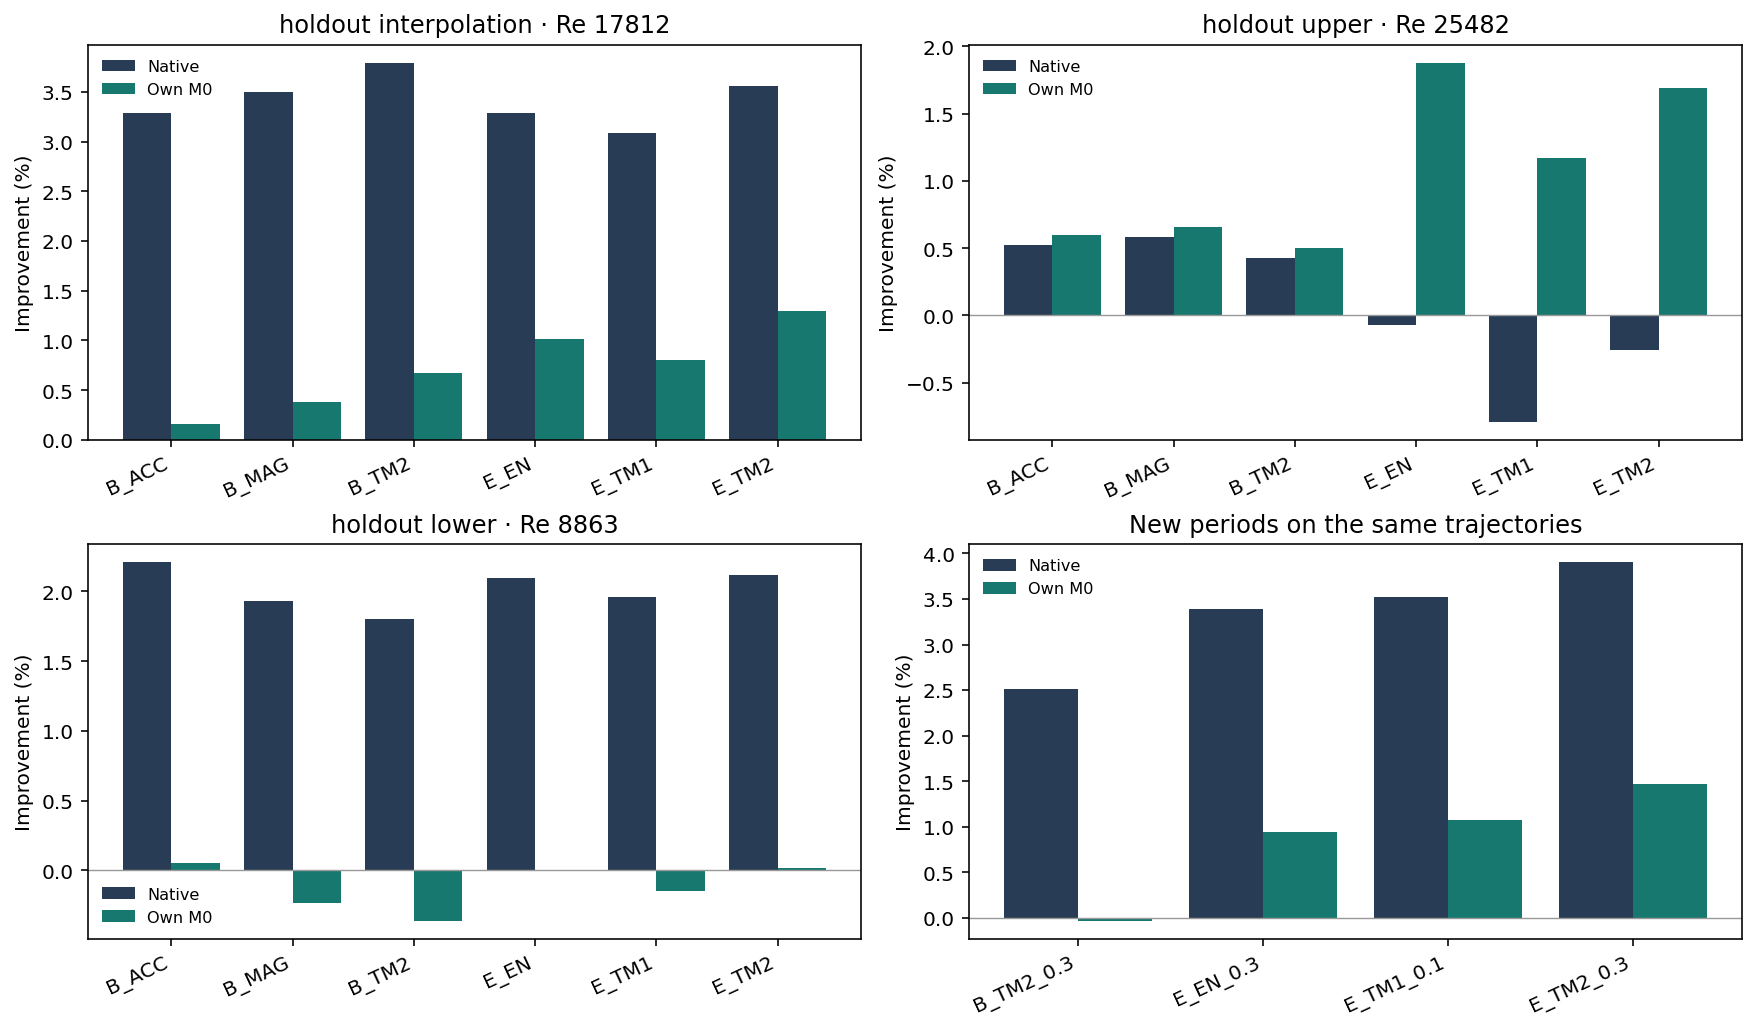 holdout interpolation · Re 17812
Improvement (%)
3.5
3.0
2.5
2.0
1.5
1.0
0.5
0.0
Native
Own M0
B_ACC
B_MAG
B_TM2
E_EN
E_TM1
E_TM2
holdout upper · Re 25482
Improvement (%)
2.0
1.5
1.0
0.5
0.0
−0.5
Native
Own M0
B_ACC
B_MAG
B_TM2
E_EN
E_TM1
E_TM2
holdout lower · Re 8863
Improvement (%)
2.0
1.5
1.0
0.5
0.0
Native
Own M0
B_ACC
B_MAG
B_TM2
E_EN
E_TM1
E_TM2
New periods on the same trajectories
Improvement (%)
4.0
3.5
3.0
2.5
2.0
1.5
1.0
0.5
0.0
Native
Own M0
B_TM2_0.3
E_EN_0.3
E_TM1_0.1
E_TM2_0.3